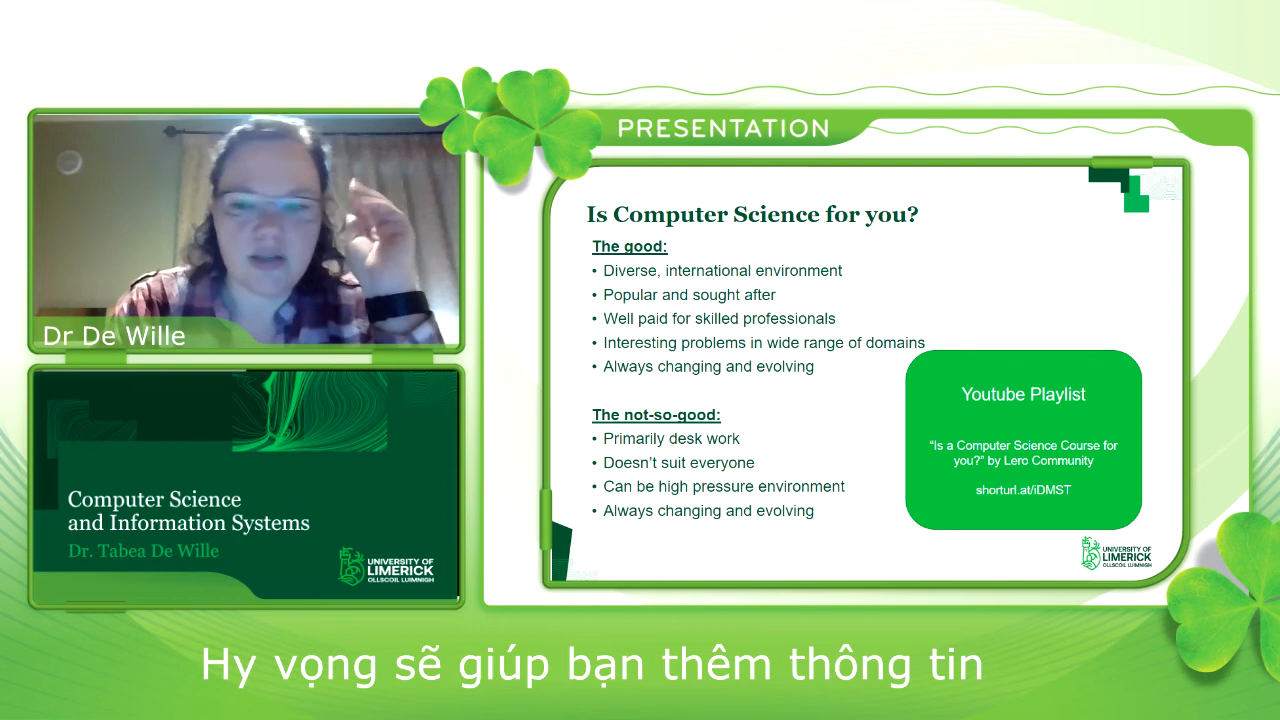 PRESENTATION
Dr De Wille
Computer Science
and Information Systems
Dr. Tabea De Wille
UNIVERSITY OF
LIMERICK
OLLSCOIL LUIMNIGH
Is Computer Science for you?
The good:
• Diverse, international environment
• Popular and sought after
• Well paid for skilled professionals
• Interesting problems in wide range of domains
• Always changing and evolving
The not-so-good:
• Primarily desk work
• Doesn't suit everyone
• Can be high pressure environment
• Always changing and evolving
Youtube Playlist
“Is a Computer Science Course for
you?” by Lero Community
shorturl.at/iDMST
UNIVERSITY OF
LIMERICK
OLLSCOIL LUIMNIGH
Hy vọng sẽ giúp bạn thêm thông tin